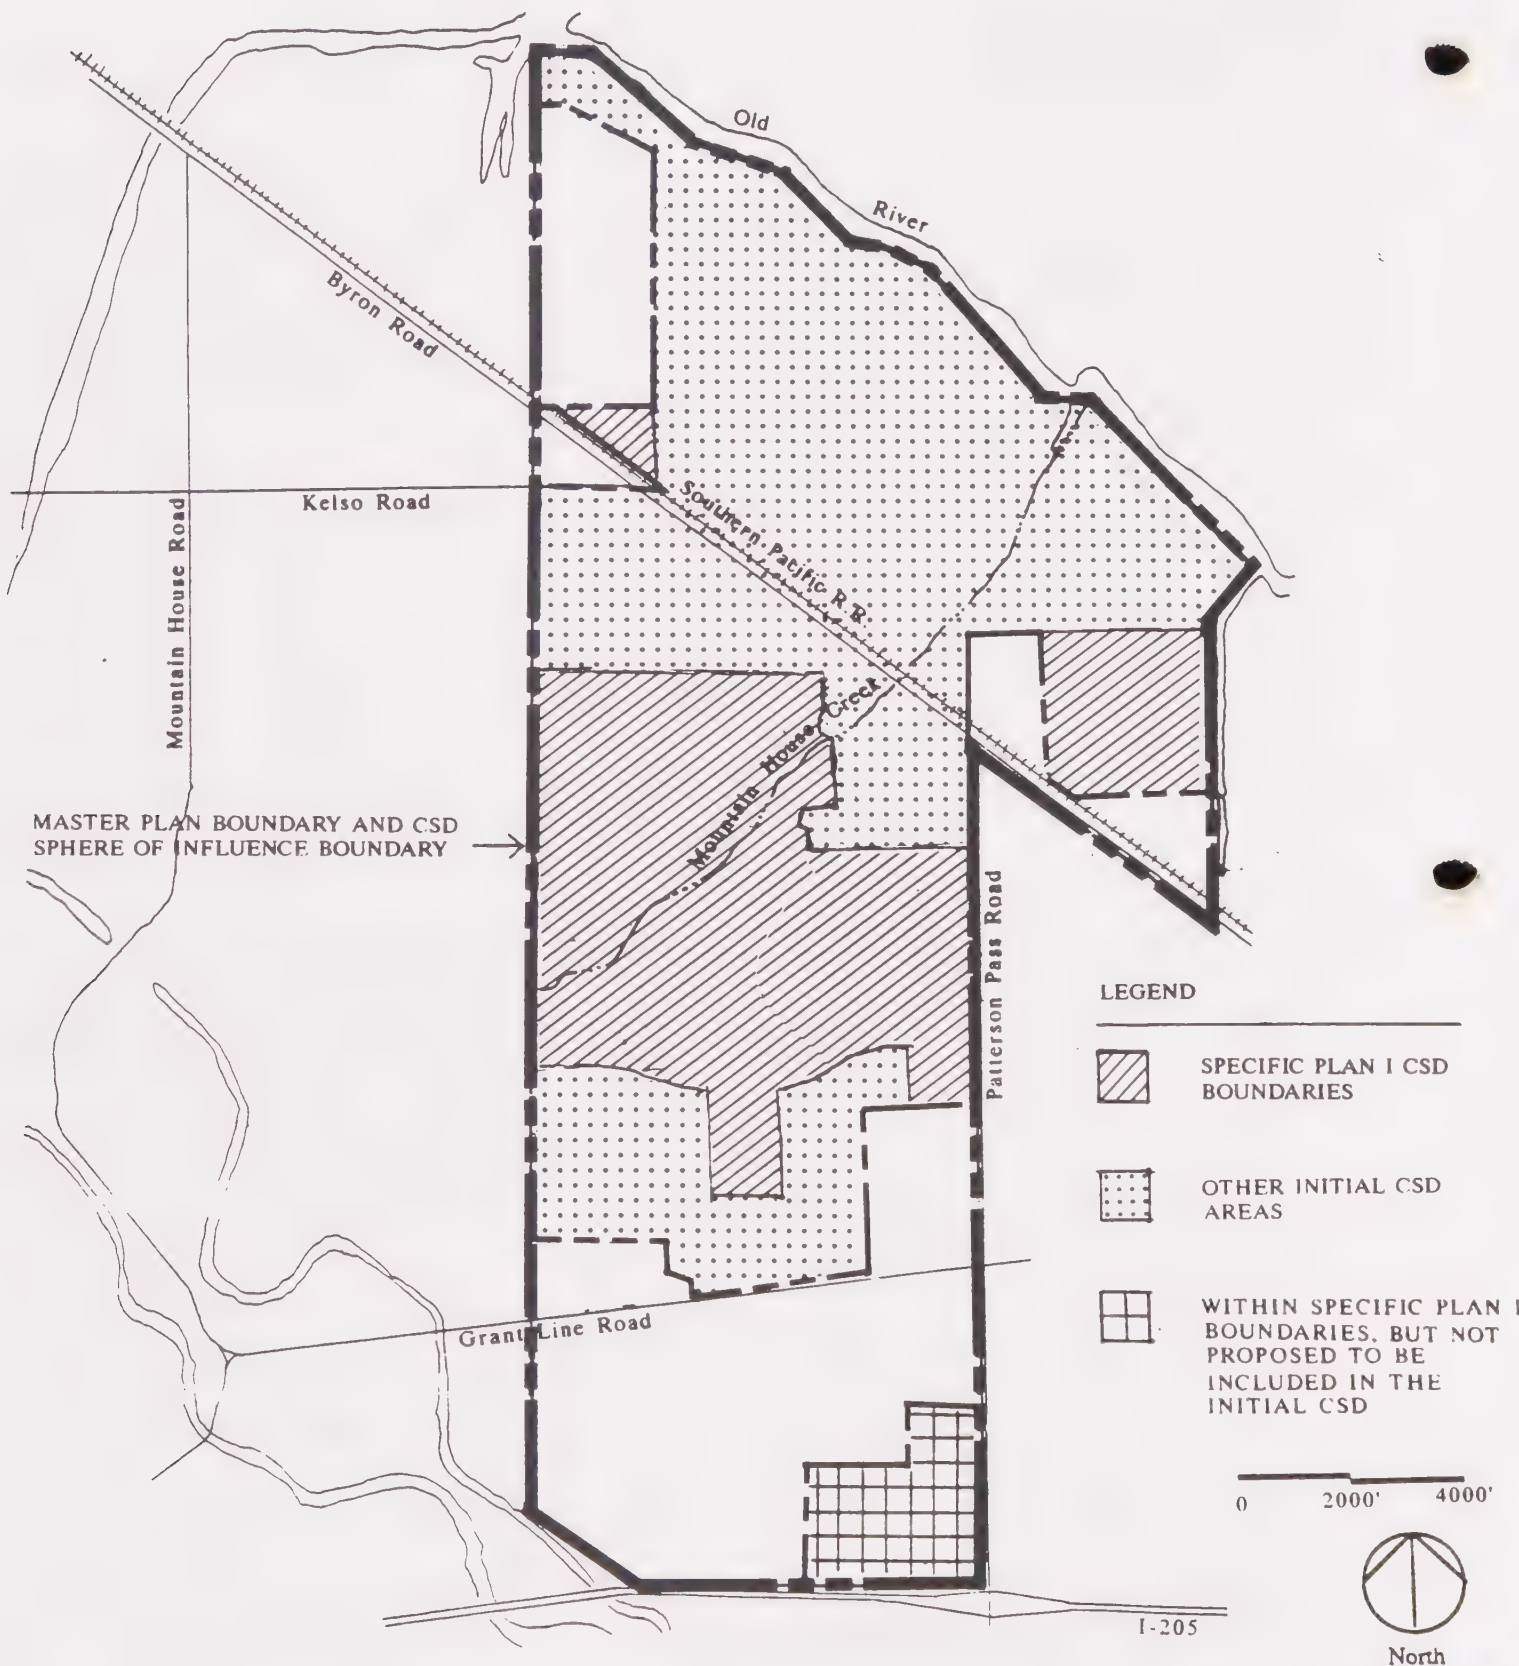 Old
River
Byron Road
Kelso Road
Southern Pacific R.R.
Mountain House Road
Mountain House Creek
MASTER PLAN BOUNDARY AND CSD
SPHERE OF INFLUENCE BOUNDARY
Patterson Pass Road
Grant Line Road
LEGEND
SPECIFIC PLAN I CSD
BOUNDARIES
OTHER INITIAL CSD
AREAS
WITHIN SPECIFIC PLAN I
BOUNDARIES, BUT NOT
PROPOSED TO BE
INCLUDED IN THE
INITIAL CSD
0 2000' 4000'
I-205
North